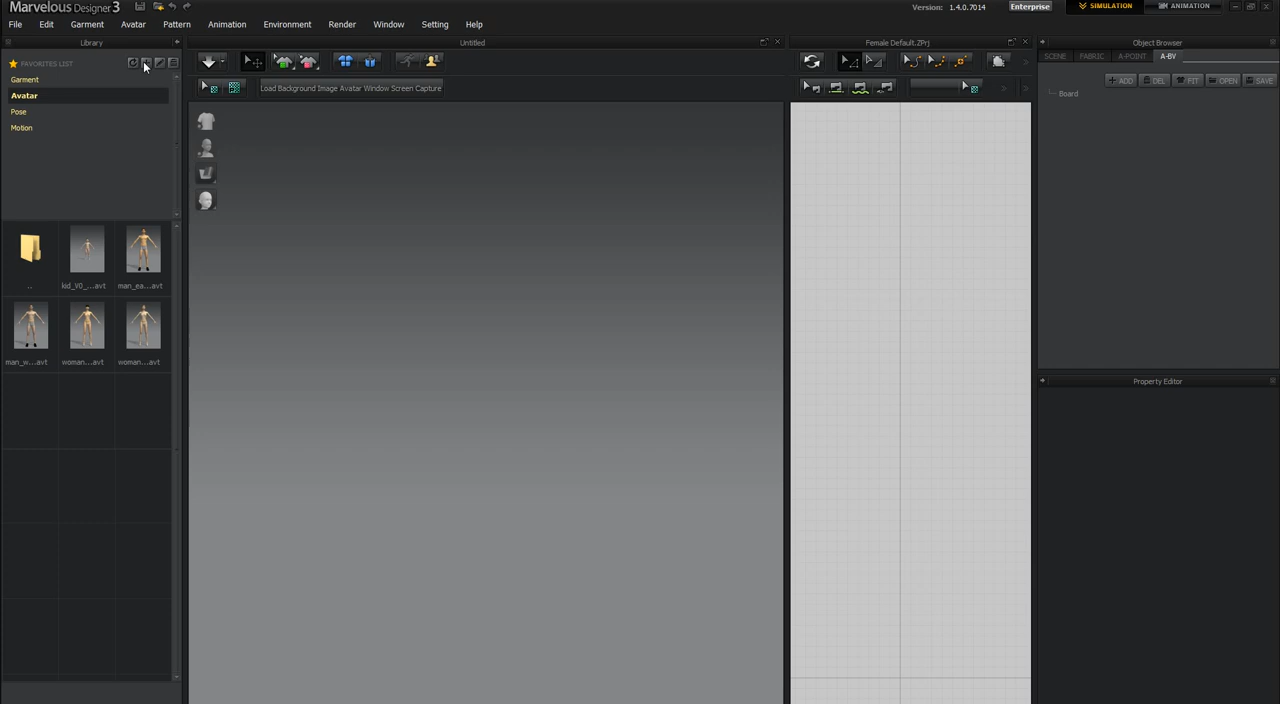 Marvelous Designer 3
Version: 1.4.0.7014
Enterprise
SIMULATION
ANIMATION
File
Edit
Garment
Avatar
Pattern
Animation
Environment
Render
Window
Setting
Help
Library
Untitled
Female Default.ZPrj
Object Browser
FAVORITES LIST
Garment
Avatar
Pose
Motion
SCENE
FABRIC
A-POINT
A-BV
Load Background Image Avatar Window Screen Capture
ADD
DEL
FIT
OPEN
SAVE
Board
..
kid_V0_...avt
man_ea...avt
man_w...avt
woman...avt
woman...avt
Property Editor